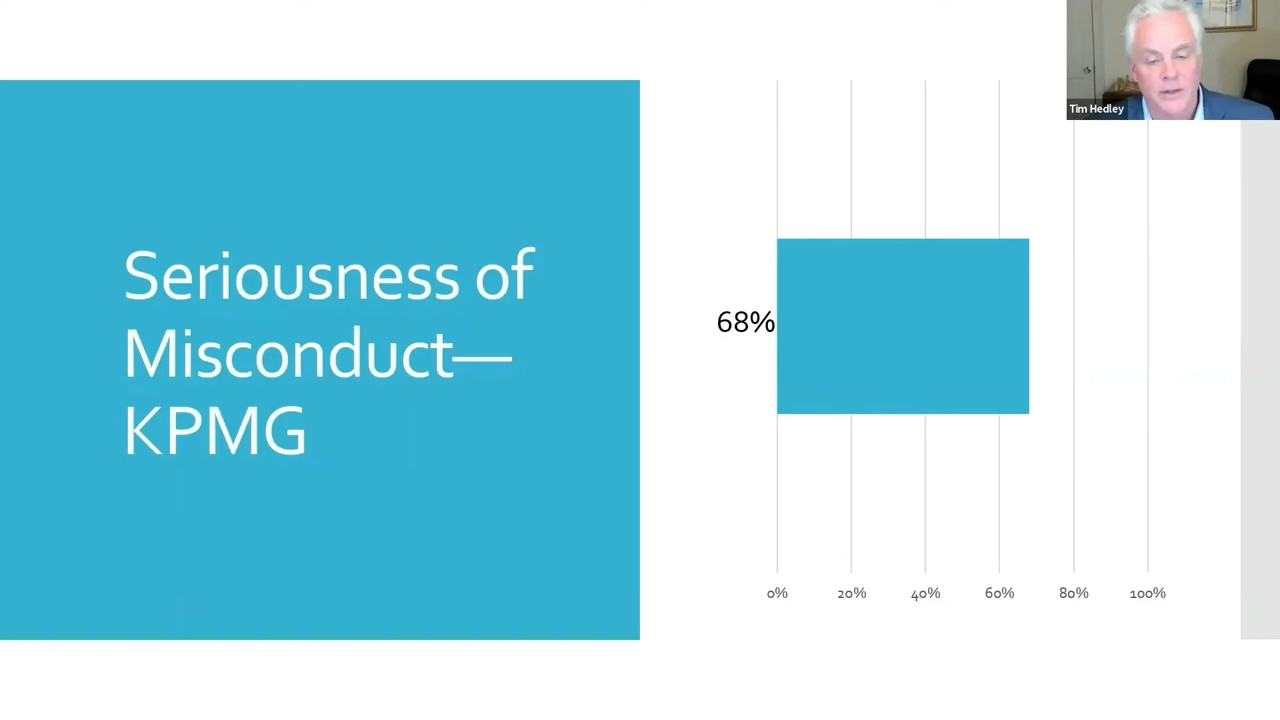 Tim Hedley
Seriousness of
Misconduct—
KPMG
68%
0% 20% 40% 60% 80% 100%